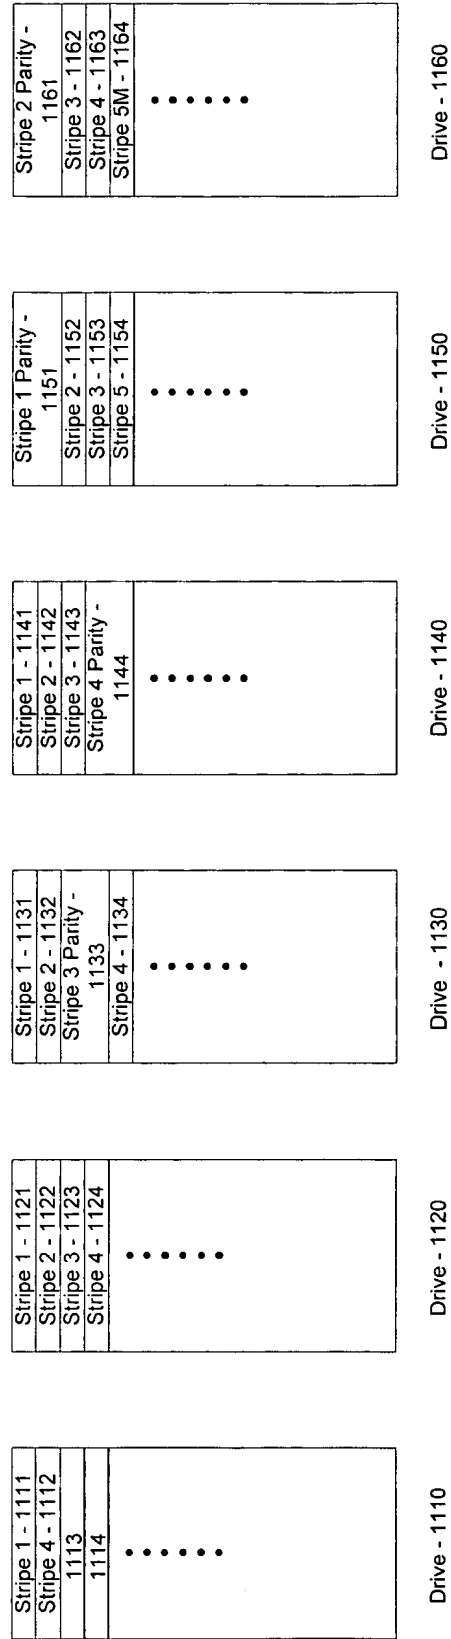 Stripe 1 - 1111
Stripe 4 - 1112
1113
1114
Drive - 1110
Stripe 1 - 1121
Stripe 2 - 1122
Stripe 3 - 1123
Stripe 4 - 1124
Drive - 1120
Stripe 1 - 1131
Stripe 2 - 1132
Stripe 3 Parity -
1133
Stripe 4 - 1134
Drive - 1130
Stripe 1 - 1141
Stripe 2 - 1142
Stripe 3 - 1143
Stripe 4 Parity -
1144
Drive - 1140
Stripe 1 Parity -
1151
Stripe 2 - 1152
Stripe 3 - 1153
Stripe 5 - 1154
Drive - 1150
Stripe 2 Parity -
1161
Stripe 3 - 1162
Stripe 4 - 1163
Stripe 5M - 1164
Drive - 1160